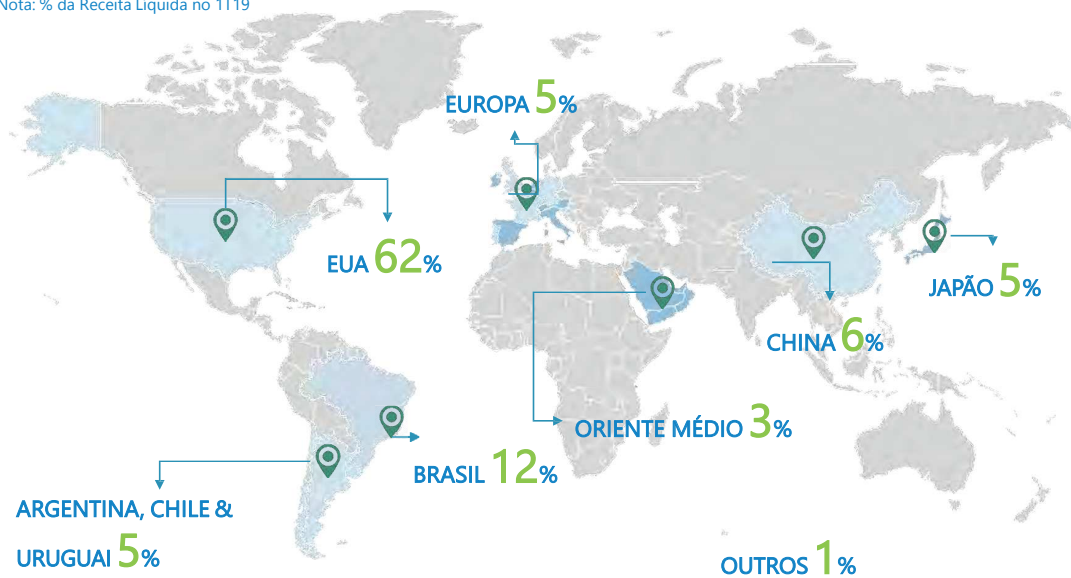 Nota: % da Receita Líquida no 1T19
EUROPA 5%
EUA 62%
JAPÃO 5%
CHINA 6%
ORIENTE MÉDIO 3%
BRASIL 12%
ARGENTINA, CHILE &
URUGUAI 5%
OUTROS 1%